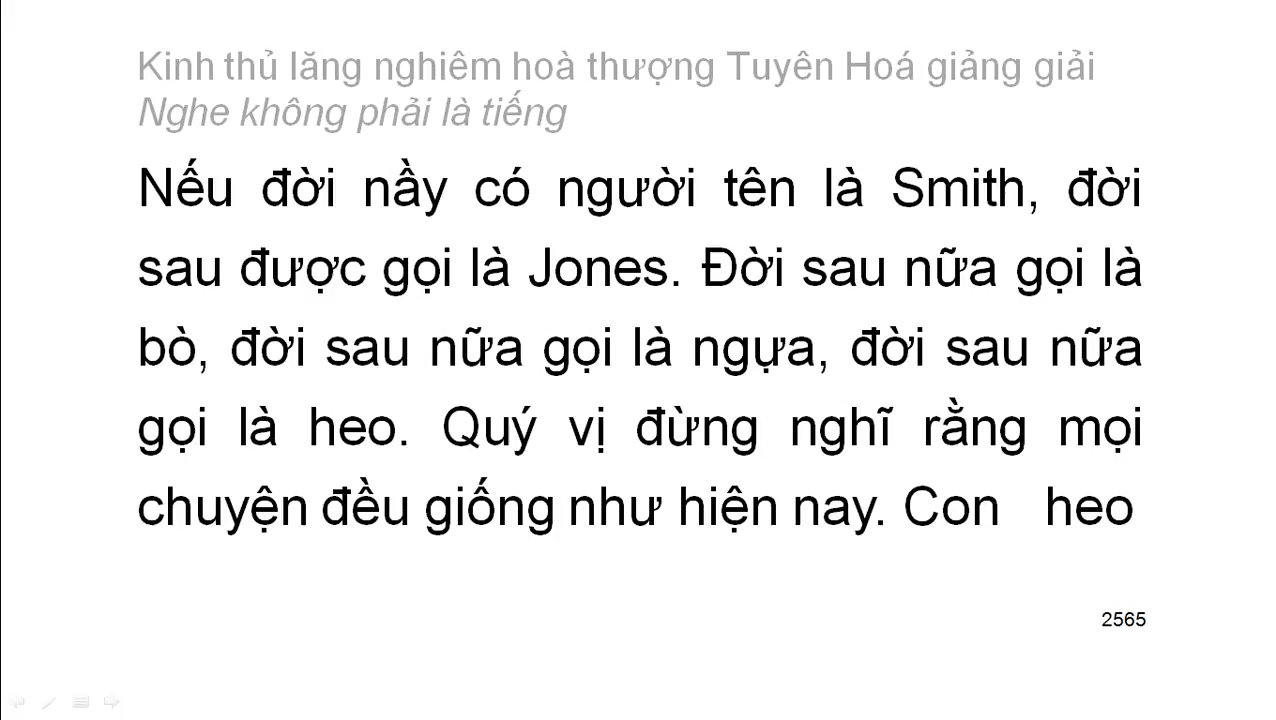 Kinh thủ lăng nghiêm hoà thượng Tuyên Hoá giảng giải
Nghe không phải là tiếng
Nếu đời nầy có người tên là Smith, đời
sau được gọi là Jones. Đời sau nữa gọi là
bò, đời sau nữa gọi là ngựa, đời sau nữa
gọi là heo. Quý vị đừng nghĩ rằng mọi
chuyện đều giống như hiện nay. Con heo
2565